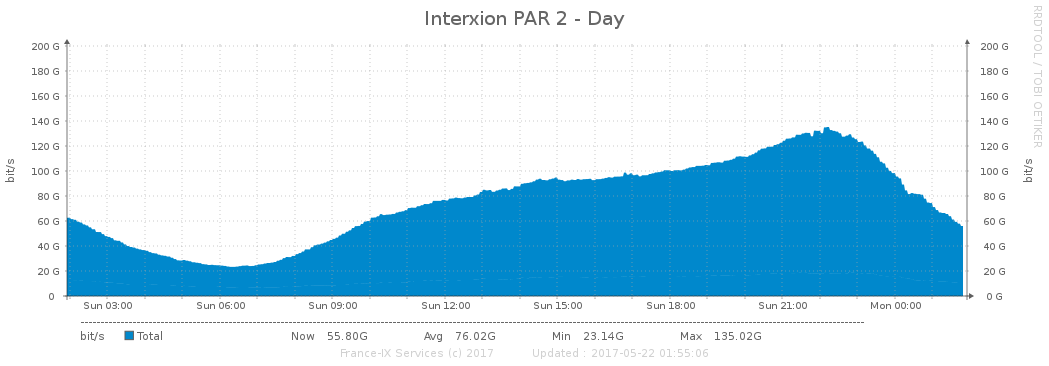 Interxion PAR 2 - Day
RRDTOOL / TOBI OETIKER
bit/s
200 G 200 G
180 G 180 G
160 G 160 G
140 G 140 G
120 G 120 G
100 G 100 G
80 G 80 G
60 G 60 G
40 G 40 G
20 G 20 G
0 0 G
bit/s
Sun 03:00 Sun 06:00 Sun 09:00 Sun 12:00 Sun 15:00 Sun 18:00 Sun 21:00 Mon 00:00
bit/s Total Now 55.80G Avg 76.02G Min 23.14G Max 135.02G
France-IX Services (c) 2017 Updated : 2017-05-22 01:55:06